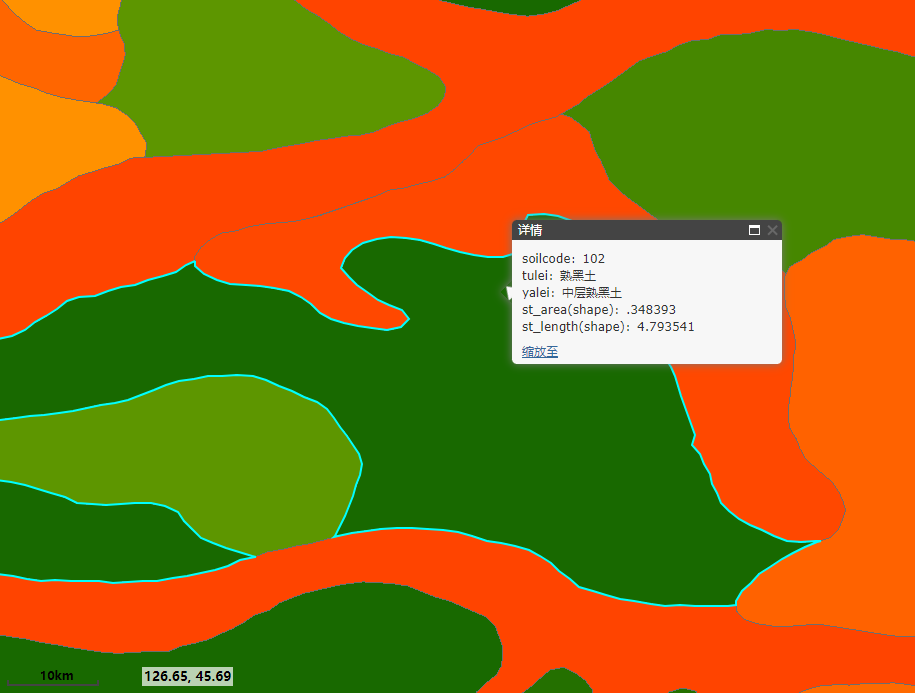 详情
soilcode: 102
tulei: 熟黑土
yalei: 中层熟黑土
st_area(shape): .348393
st_length(shape): 4.793541
缩放至
10km
126.65, 45.69